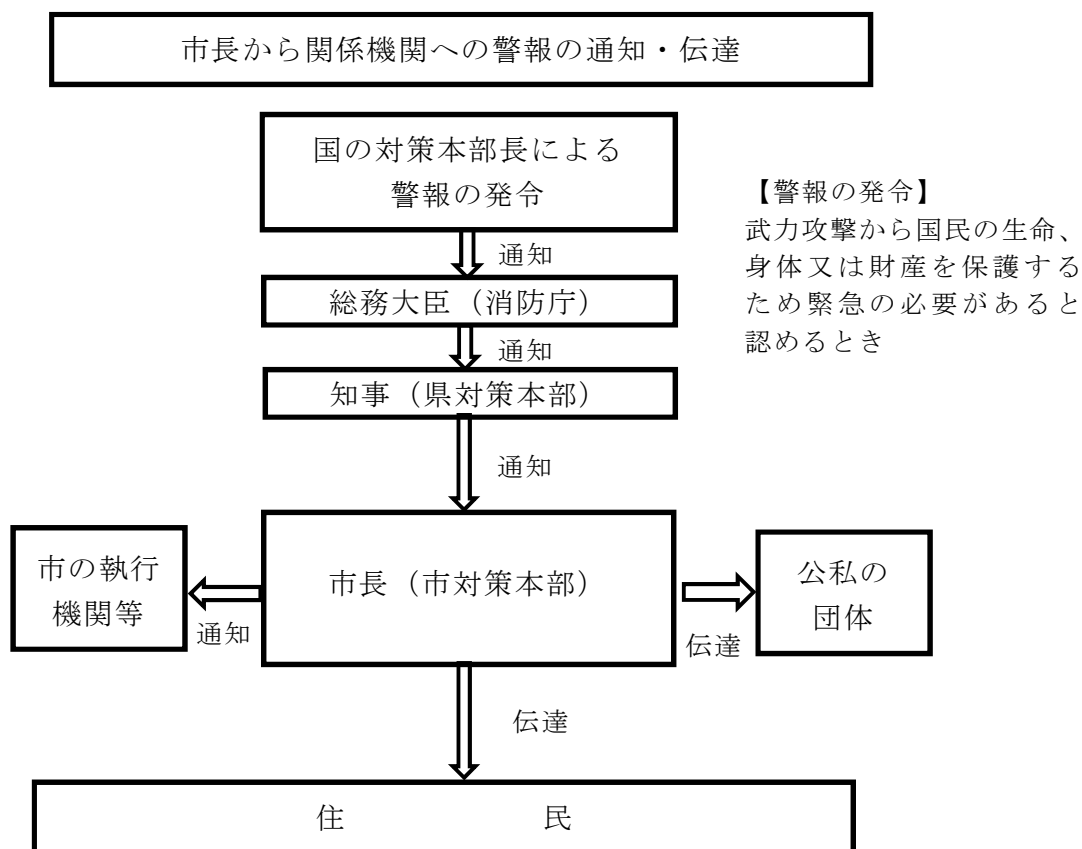 市長から関係機関への警報の通知・伝達
国の対策本部長による
警報の発令
【警報の発令】
武力攻撃から国民の生命、
身体又は財産を保護する
ため緊急の必要があると
認めるとき
通知
総務大臣（消防庁）
通知
知事（県対策本部）
通知
市の執行
機関等
通知
市長（市対策本部）
伝達
公私の
団体
伝達
住　　　　　民